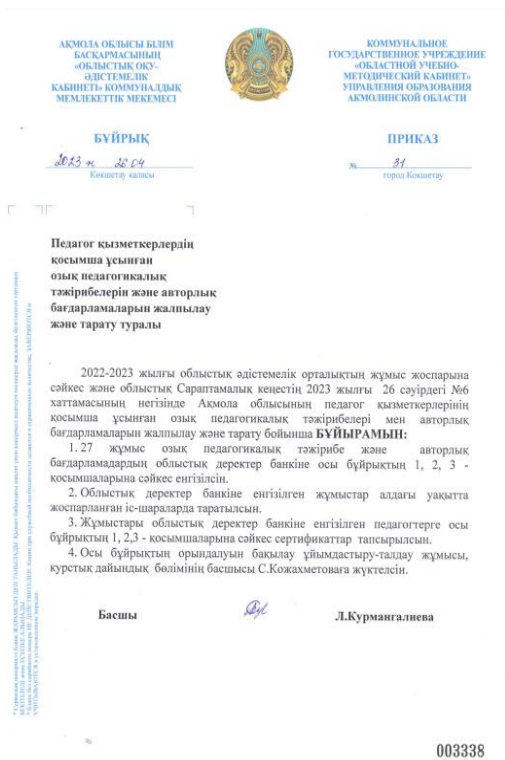 АҚМОЛА ОБЛЫСЫ БІЛІМ
БАСҚАРМАСЫНЫҢ
«ОБЛЫСТЫҚ ОҚУ-
ӘДІСТЕМЕЛІК
КАБИНЕТІ» КОММУНАЛДЫҚ
МЕМЛЕКЕТТІК МЕКЕМЕСІ
КОММУНАЛЬНОЕ
ГОСУДАРСТВЕННОЕ УЧРЕЖДЕНИЕ
«ОБЛАСТНОЙ УЧЕБНО-
МЕТОДИЧЕСКИЙ КАБИНЕТ»
УПРАВЛЕНИЯ ОБРАЗОВАНИЯ
АКМОЛИНСКОЙ ОБЛАСТИ
БҰЙРЫҚ
2023 ж 26 04
Көкшетау қаласы
ПРИКАЗ
№ 31
город Кокшетау
Педагог қызметкерлердің
қосымша ұсынған
озық педагогикалық
тәжірибелерін және авторлық
бағдарламаларын жалпылау
және тарату туралы
2022-2023 жылғы облыстық әдістемелік орталықтың жұмыс жоспарына
сәйкес және облыстық Сараптамалық кеңестің 2023 жылғы 26 сәуірдегі №6
хаттамасының негізінде Ақмола облысының педагог қызметкерлерінің
қосымша ұсынған озық педагогикалық тәжірибелері мен авторлық
бағдарламаларын жалпылау және тарату бойынша БҰЙЫРАМЫН:
1. 27 жұмыс озық педагогикалық тәжірибе және авторлық
бағдарламадардың облыстық деректер банкіне осы бұйрықтың 1, 2, 3 -
қосымшаларына сәйкес енгізілсін.
2. Облыстық деректер банкіне енгізілген жұмыстар алдағы уақытта
жоспарланған іс-шараларда таратылсын.
3. Жұмыстары облыстық деректер банкіне енгізілген педагогтерге осы
бұйрықтың 1, 2,3 - қосымшаларына сәйкес сертификаттар тапсырылсын.
4. Осы бұйрықтың орындалуын бақылау ұйымдастыру-талдау жұмысы,
курстық дайындық бөлімінің басшысы С.Кожахметоваға жүктелсін.
Басшы Л.Курмангалиева
003338